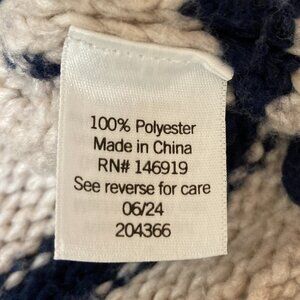 100% Polyester
Made in China
RN# 146919
See reverse for care
06/24
204366